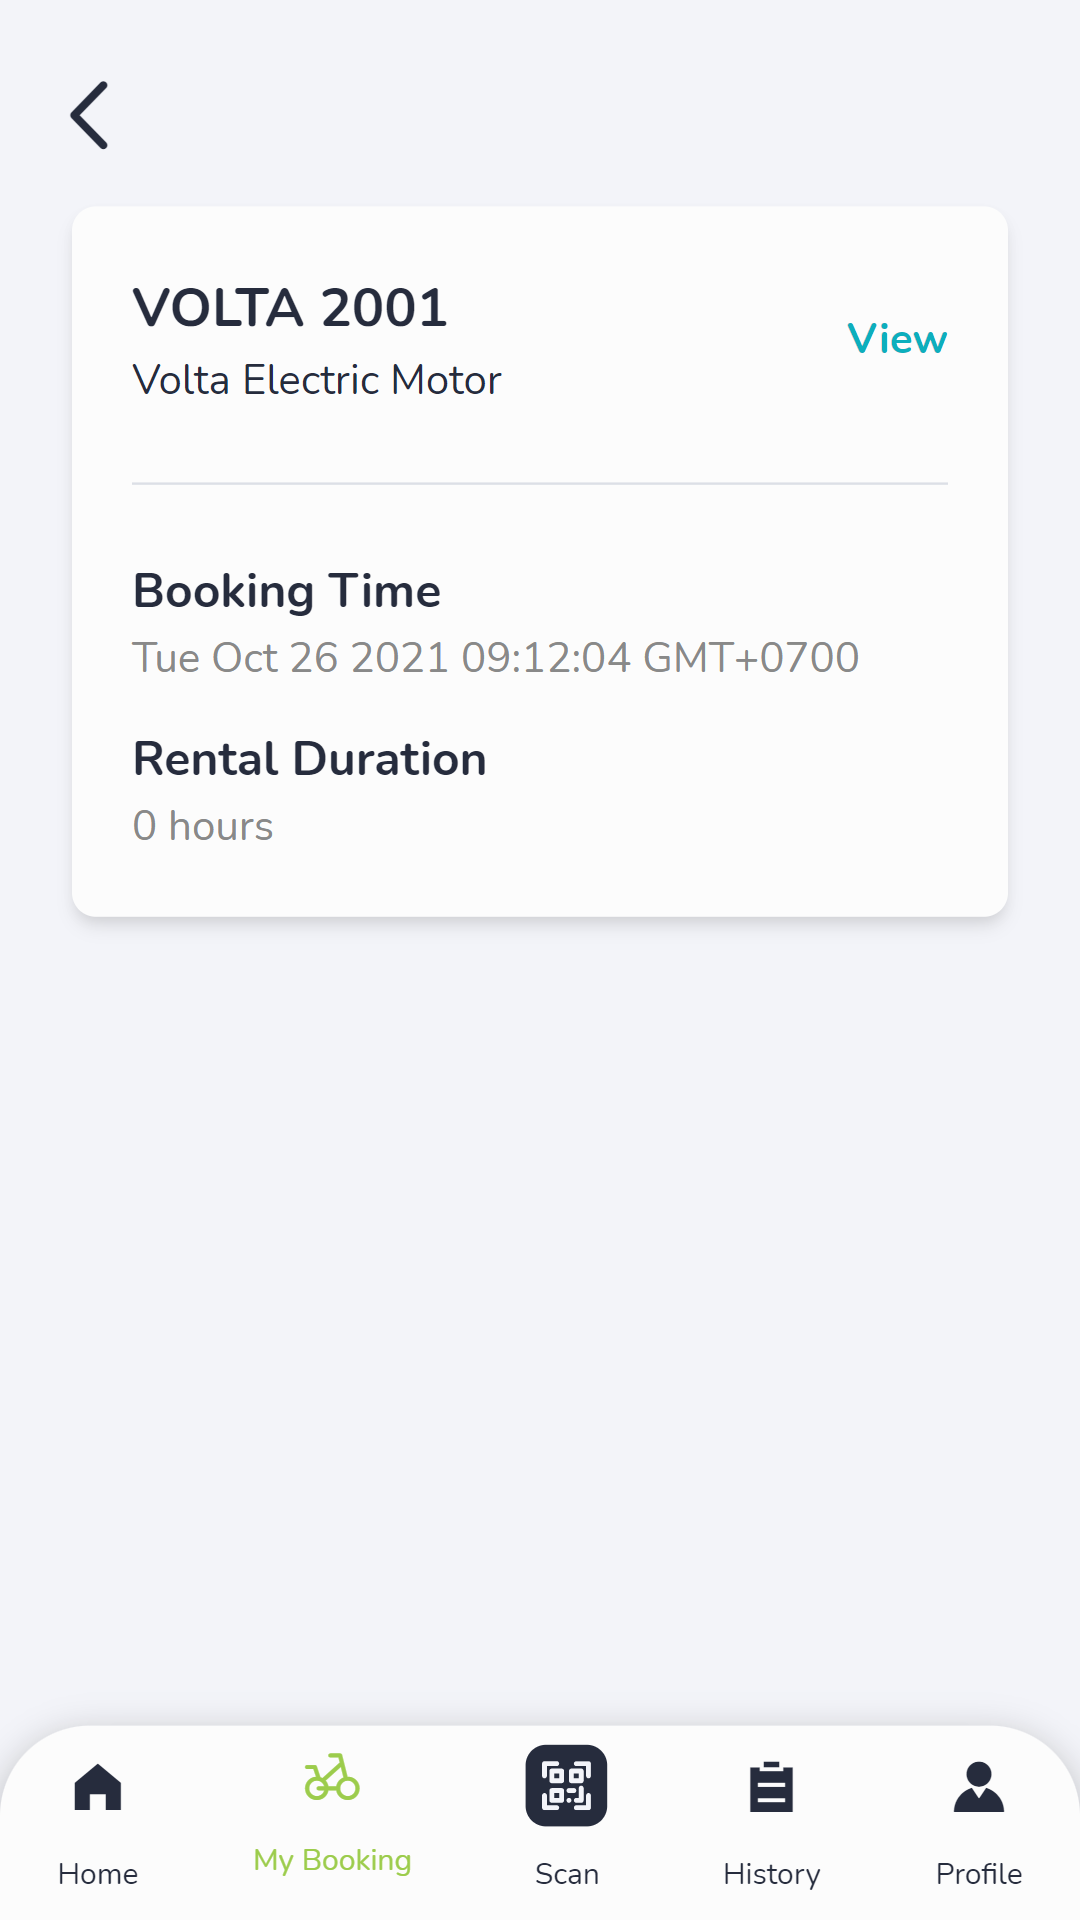 VOLTA 2001
View
Volta Electric Motor
Booking Time
Tue Oct 26 2021 09:12:04 GMT+0700
Rental Duration
0 hours
Home
My Booking
Scan
History
Profile